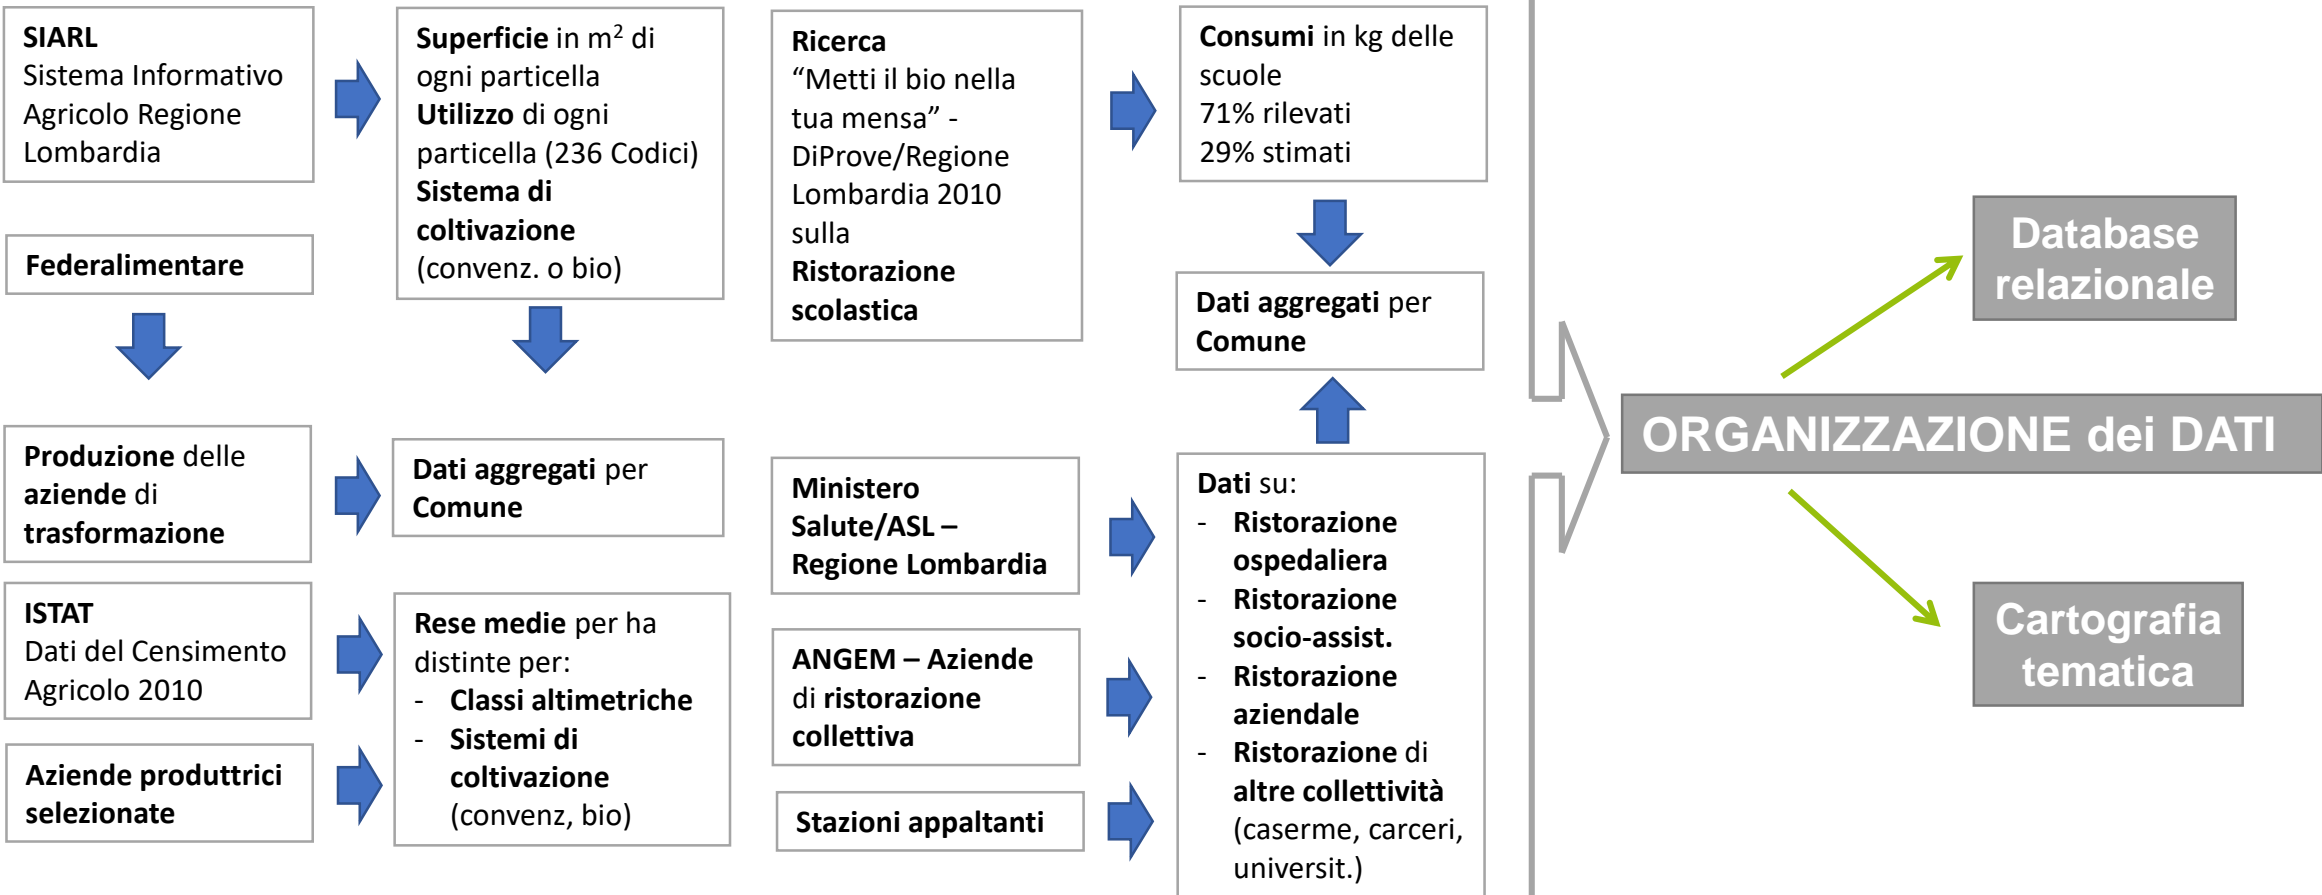 SIARL
Sistema Informativo
Agricolo Regione
Lombardia
Federalimentare
Produzione delle
aziende di
trasformazione
ISTAT
Dati del Censimento
Agricolo 2010
Aziende produttrici
selezionate
Superficie in m² di
ogni particella
Utilizzo di ogni
particella (236 Codici)
Sistema di
coltivazione
(convenz. o bio)
Dati aggregati per
Comune
Rese medie per ha
distinte per:
- Classi altimetriche
- Sistemi di
coltivazione
(convenz, bio)
Ricerca
“Metti il bio nella
tua mensa” -
DiProve/Regione
Lombardia 2010
sulla
Ristorazione
scolastica
Ministero
Salute/ASL –
Regione Lombardia
ANGEM – Aziende
di ristorazione
collettiva
Stazioni appaltanti
Consumi in kg delle
scuole
71% rilevati
29% stimati
Dati aggregati per
Comune
Dati su:
- Ristorazione
ospedaliera
- Ristorazione
socio-assist.
- Ristorazione
aziendale
- Ristorazione di
altre collettività
(caserme, carceri,
universit.)
Database
relazionale
ORGANIZZAZIONE dei DATI
Cartografia
tematica